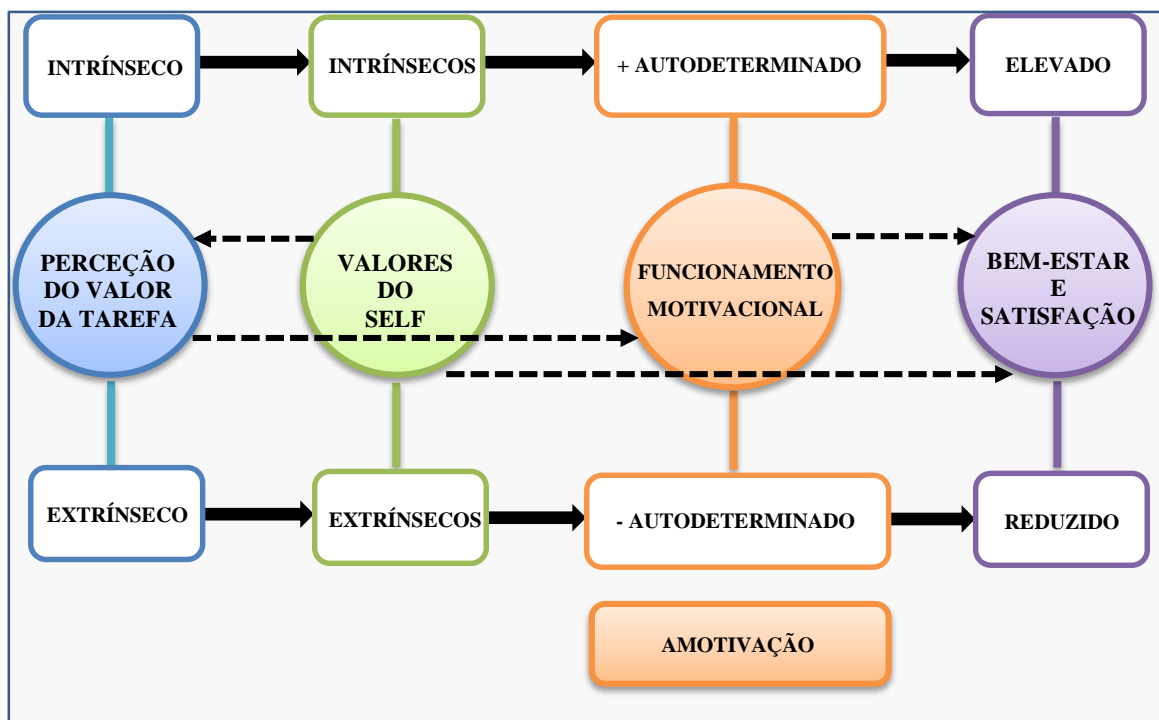 INTRÍNSECO
INTRÍNSECOS
+ AUTODETERMINADO
ELEVADO
PERCEÇÃO
DO VALOR
DA TAREFA
VALORES
DO
SELF
FUNCIONAMENTO
MOTIVACIONAL
BEM-ESTAR
E
SATISFAÇÃO
EXTRÍNSECO
EXTRÍNSECOS
- AUTODETERMINADO
REDUZIDO
AMOTIVAÇÃO